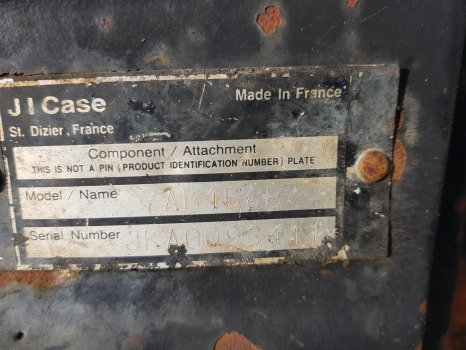 J I Case
Made In France
St. Dizier, France
Component / Attachment
THIS IS NOT A PIN (PRODUCT IDENTIFICATION NUMBER) PLATE
Model / Name
Serial Number